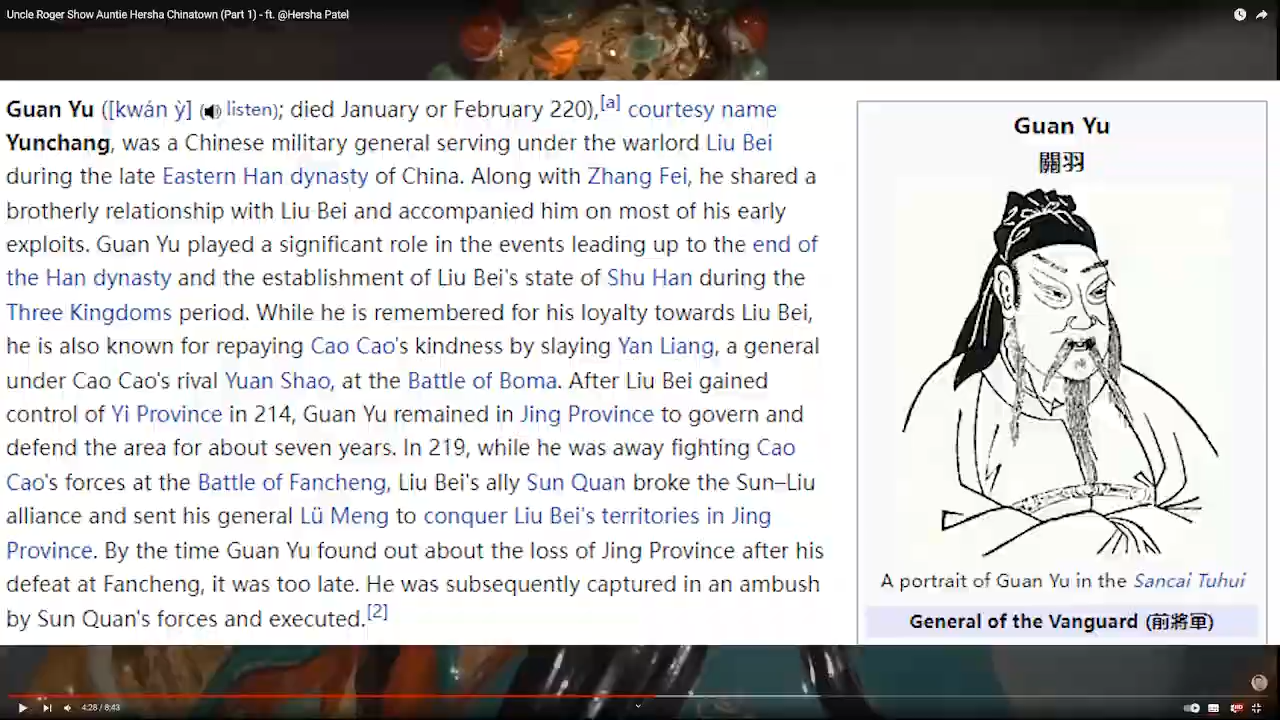 Uncle Roger Show Auntie Hersha Chinatown (Part 1) - ft. @Hersha Patel
Guan Yu ([kwán ỳ] (listen); died January or February 220),[a] courtesy name
Yunchang, was a Chinese military general serving under the warlord Liu Bei
during the late Eastern Han dynasty of China. Along with Zhang Fei, he shared a
brotherly relationship with Liu Bei and accompanied him on most of his early
exploits. Guan Yu played a significant role in the events leading up to the end of
the Han dynasty and the establishment of Liu Bei's state of Shu Han during the
Three Kingdoms period. While he is remembered for his loyalty towards Liu Bei,
he is also known for repaying Cao Cao's kindness by slaying Yan Liang, a general
under Cao Cao's rival Yuan Shao, at the Battle of Boma. After Liu Bei gained
control of Yi Province in 214, Guan Yu remained in Jing Province to govern and
defend the area for about seven years. In 219, while he was away fighting Cao
Cao's forces at the Battle of Fancheng, Liu Bei's ally Sun Quan broke the Sun–Liu
alliance and sent his general Lü Meng to conquer Liu Bei's territories in Jing
Province. By the time Guan Yu found out about the loss of Jing Province after his
defeat at Fancheng, it was too late. He was subsequently captured in an ambush
by Sun Quan's forces and executed.[2]
Guan Yu
關羽
A portrait of Guan Yu in the Sancai Tuhui
General of the Vanguard (前將軍)
4:28 / 8:43
HD